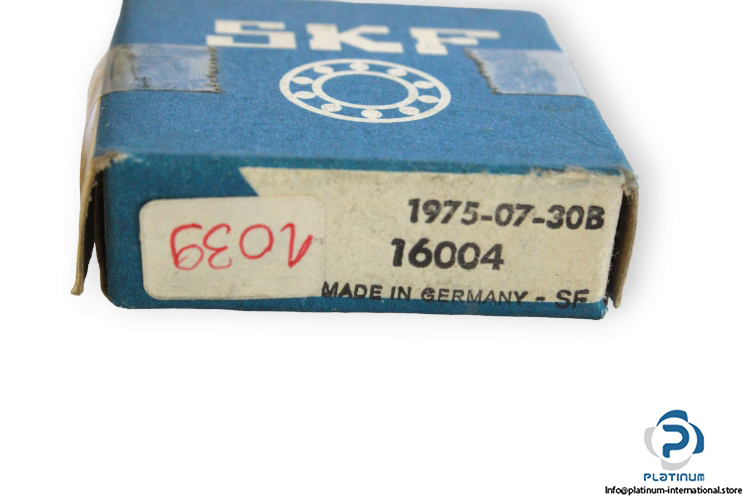 SKF
1975-07-30B
16004
MADE IN GERMANY - SF
1039
PLATINUM
Info@platinum-international.store